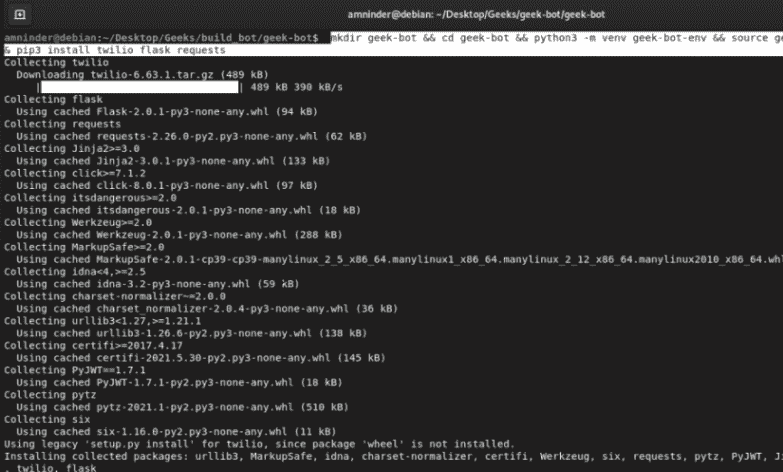 amninder@debian: ~/Desktop/Geeks/geek-bot/geek-bot
amninder@debian:~/Desktop/Geeks/build_bot/geek-bot$ mkdir geek-bot && cd geek-bot && python3 -m venv geek-bot-env && source ge
& pip3 install twilio flask requests
Collecting twilio
Downloading twilio-6.63.1.tar.gz (489 kB)
| | 489 kB 390 kB/s
Collecting flask
Using cached Flask-2.0.1-py3-none-any.whl (94 kB)
Collecting requests
Using cached requests-2.26.0-py2.py3-none-any.whl (62 kB)
Collecting Jinja2>=3.0
Using cached Jinja2-3.0.1-py3-none-any.whl (133 kB)
Collecting click>=7.1.2
Using cached click-8.0.1-py3-none-any.whl (97 kB)
Collecting itsdangerous>=2.0
Using cached itsdangerous-2.0.1-py3-none-any.whl (18 kB)
Collecting Werkzeug>=2.0
Using cached Werkzeug-2.0.1-py3-none-any.whl (288 kB)
Collecting MarkupSafe>=2.0
Using cached MarkupSafe-2.0.1-cp39-cp39-manylinux_2_5_x86_64.manylinux1_x86_64.manylinux_2_12_x86_64.manylinux2010_x86_64.whl
Collecting idna<4,>=2.5
Using cached idna-3.2-py3-none-any.whl (59 kB)
Collecting charset-normalizer~=2.0.0
Using cached charset_normalizer-2.0.4-py3-none-any.whl (36 kB)
Collecting urllib3<1.27,>=1.21.1
Using cached urllib3-1.26.6-py2.py3-none-any.whl (138 kB)
Collecting certifi>=2017.4.17
Using cached certifi-2021.5.30-py2.py3-none-any.whl (145 kB)
Collecting PyJWT==1.7.1
Using cached PyJWT-1.7.1-py2.py3-none-any.whl (18 kB)
Collecting pytz
Using cached pytz-2021.1-py2.py3-none-any.whl (510 kB)
Collecting six
Using cached six-1.16.0-py2.py3-none-any.whl (11 kB)
Using legacy 'setup.py install' for twilio, since package 'wheel' is not installed.
Installing collected packages: urllib3, MarkupSafe, idna, charset-normalizer, certifi, Werkzeug, six, requests, pytz, PyJWT, J
, twilio, flask